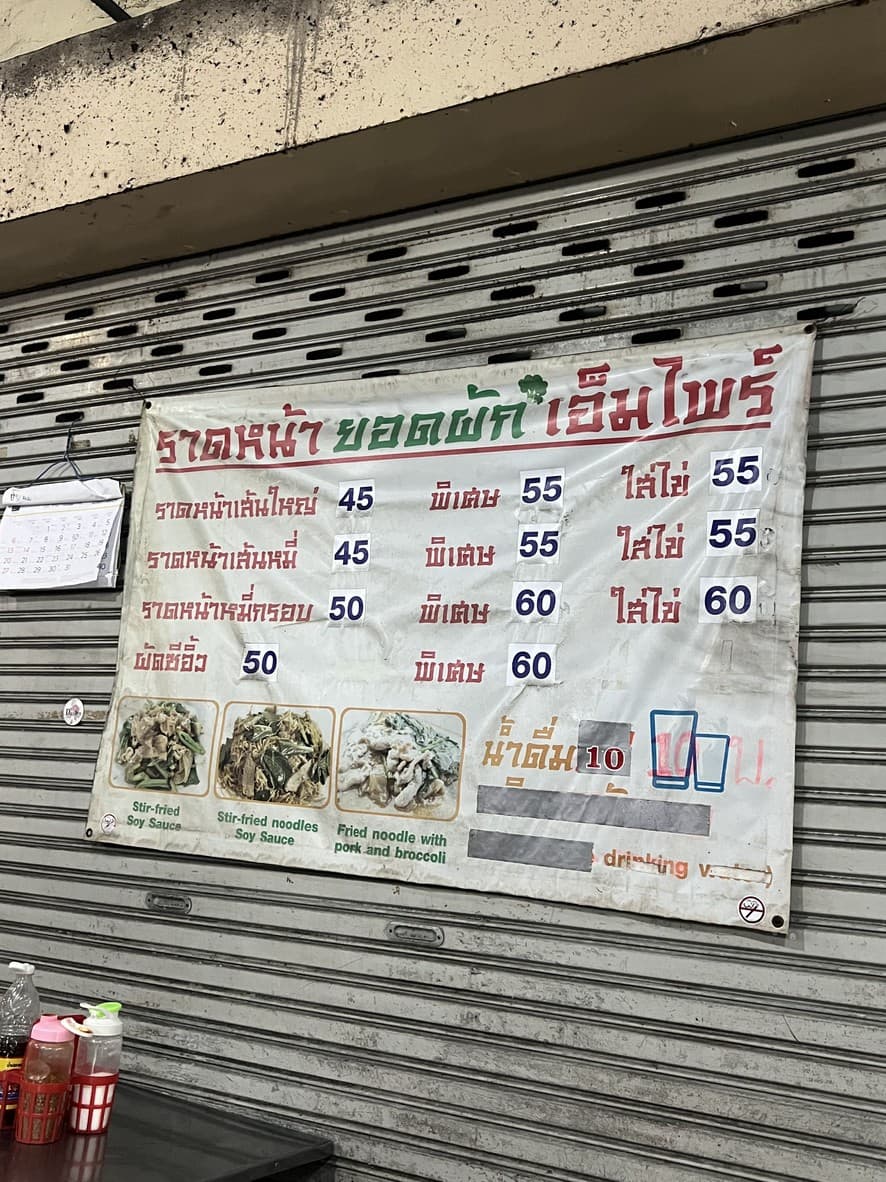 ราดหน้า ยอดผัก เอ็มไพร์
ราดหน้าเส้นใหญ่ 45 พิเศษ 55 ใส่ไข่ 55
ราดหน้าเส้นหมี่ 45 พิเศษ 55 ใส่ไข่ 55
ราดหน้าหมี่กรอบ 50 พิเศษ 60 ใส่ไข่ 60
ผัดซีอิ้ว 50 พิเศษ 60
น้ำดื่ม 10 10 บ.
Stir-fried
Soy Sauce
Stir-fried noodles
Soy Sauce
Fried noodle with
pork and broccoli
drinking